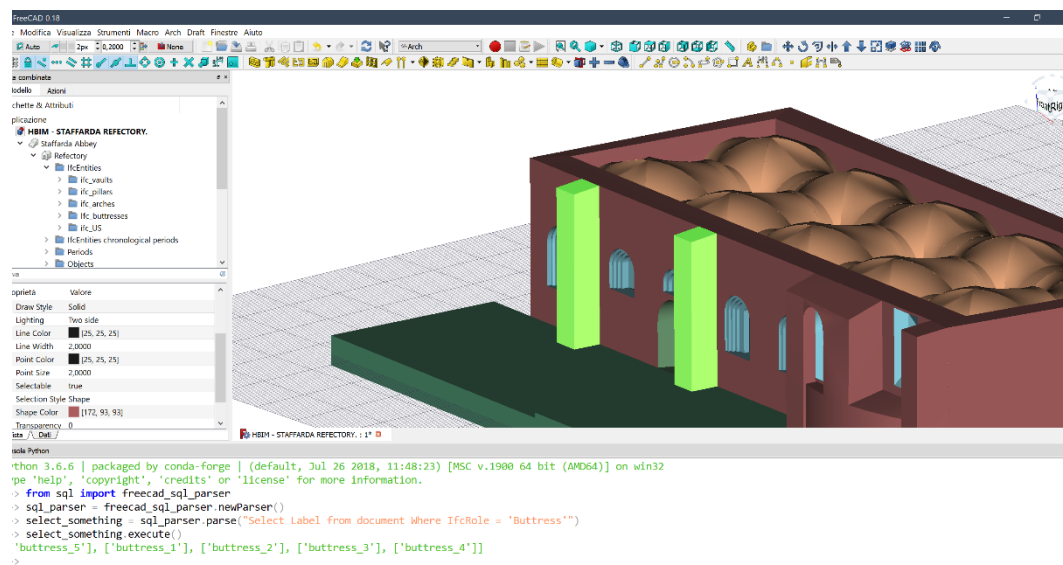 FreeCAD 0.18
Modifica Visualizza Strumenti Macro Arch Draft Finestre Aiuto
Auto 2px 0,2000 None Arch
combinate
Modello Azioni
chette & Attributi
plicazione
HBIM - STAFFARDA REFECTORY.
Staffarda Abbey
Refectory
IfcEntities
ifc_vaults
ifc_pillars
ifc_arches
Ifc_buttresses
ifc_US
IfcEntities chronological periods
Periods
Objects
oprietà Valore
Draw Style Solid
Lighting Two side
Line Color [25, 25, 25]
Line Width 2,0000
Point Color [25, 25, 25]
Point Size 2,0000
Selectable true
Selection Style Shape
Shape Color [172, 93, 93]
Transparency 0
ista Dati
HBIM - STAFFARDA REFECTORY. : 1*
nsole Python
ython 3.6.6 | packaged by conda-forge | (default, Jul 26 2018, 11:48:23) [MSC v.1900 64 bit (AMD64)] on win32
ype 'help', 'copyright', 'credits' or 'license' for more information.
>> from sql import freecad_sql_parser
>> sql_parser = freecad_sql_parser.newParser()
>> select_something = sql_parser.parse("Select Label from document Where IfcRole = 'Buttress'")
>> select_something.execute()
'buttress_5'], ['buttress_1'], ['buttress_2'], ['buttress_3'], ['buttress_4']]
>>